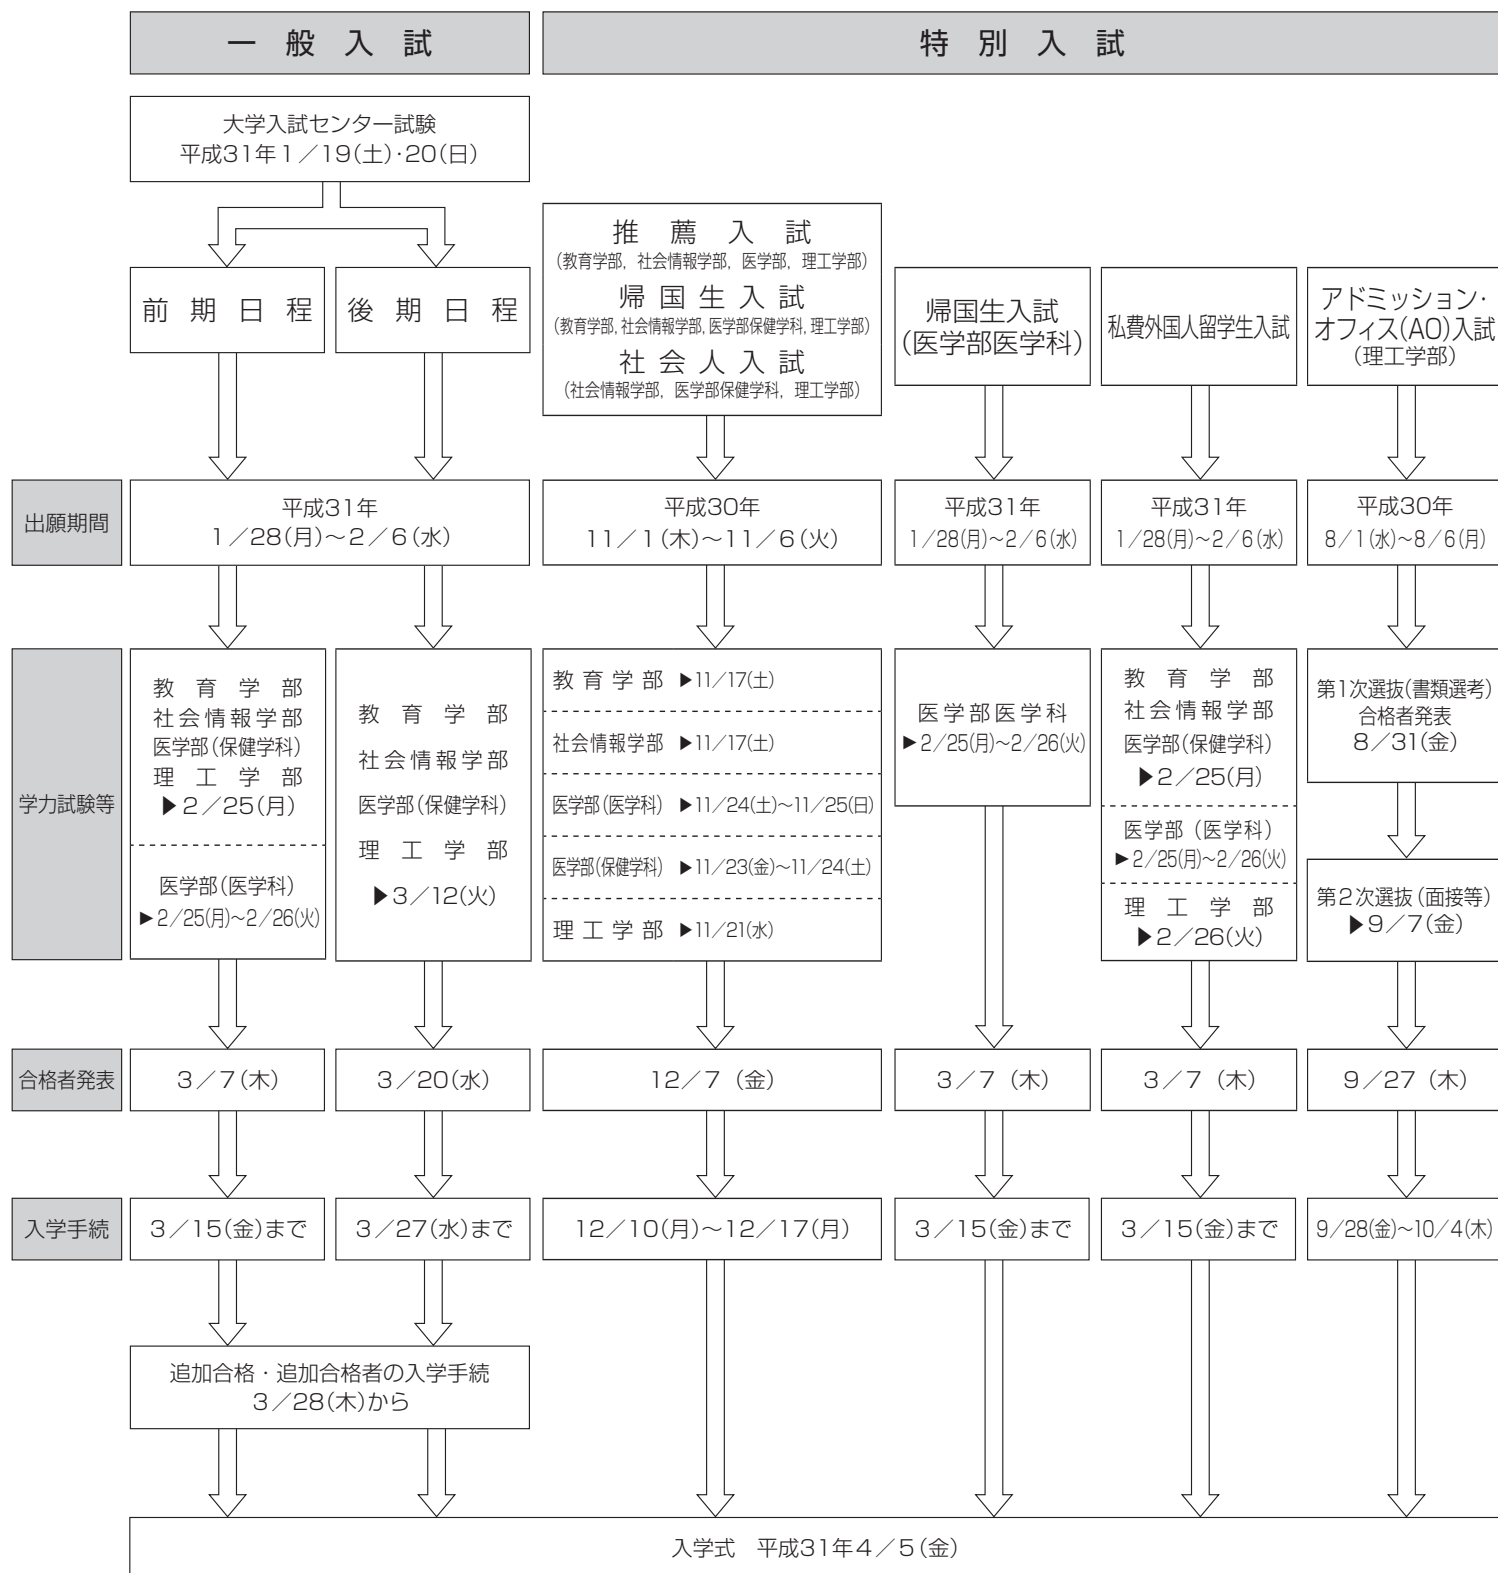 一般入試
特別入試
大学入試センター試験
平成31年1／19(土)・20(日)
前期日程
後期日程
推薦入試
(教育学部，社会情報学部，医学部，理工学部)
帰国生入試
(教育学部,社会情報学部,医学部保健学科,理工学部)
社会人入試
(社会情報学部，医学部保健学科，理工学部)
帰国生入試
(医学部医学科)
私費外国人留学生入試
アドミッション・
オフィス(AO)入試
(理工学部)
出願期間
平成31年
1／28(月)～2／6(水)
平成30年
11／1(木)～11／6(火)
平成31年
1／28(月)～2／6(水)
平成31年
1／28(月)～2／6(水)
平成30年
8／1(水)～8／6(月)
学力試験等
教育学部
社会情報学部
医学部(保健学科)
理工学部
▶2／25(月)
医学部(医学科)
▶2／25(月)～2／26(火)
教育学部
社会情報学部
医学部(保健学科)
理工学部
▶3／12(火)
教育学部 ▶11／17(土)
社会情報学部 ▶11／17(土)
医学部(医学科) ▶11／24(土)～11／25(日)
医学部(保健学科) ▶11／23(金)～11／24(土)
理工学部 ▶11／21(水)
医学部医学科
▶2／25(月)～2／26(火)
教育学部
社会情報学部
医学部(保健学科)
▶2／25(月)
医学部(医学科)
▶2／25(月)～2／26(火)
理工学部
▶2／26(火)
第1次選抜(書類選考)
合格者発表
8／31(金)
第2次選抜(面接等)
▶9／7(金)
合格者発表
3／7(木)
3／20(水)
12／7(金)
3／7(木)
3／7(木)
9／27(木)
入学手続
3／15(金)まで
3／27(水)まで
12／10(月)～12／17(月)
3／15(金)まで
3／15(金)まで
9／28(金)～10／4(木)
追加合格・追加合格者の入学手続
3／28(木)から
入学式 平成31年4／5(金)